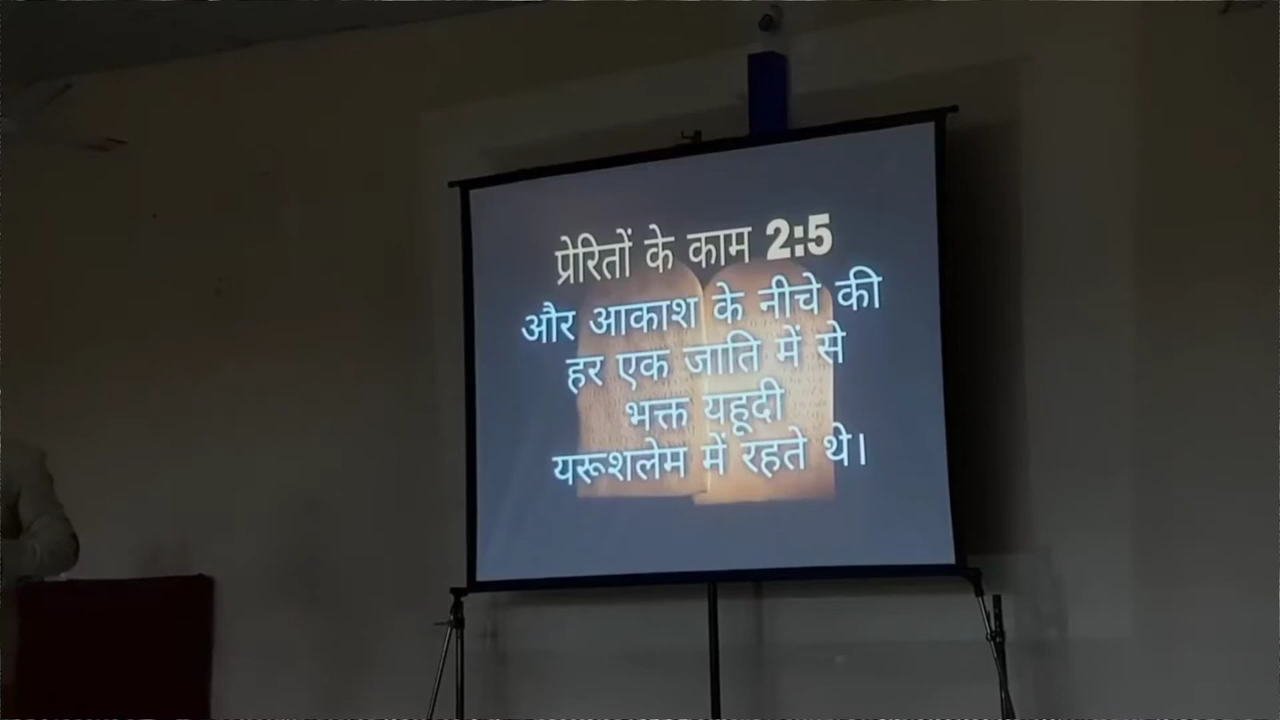 प्रेरितों के काम 2:5
और आकाश के नीचे की
हर एक जाति में से
भक्त यहूदी
यरूशलेम में रहते थे।